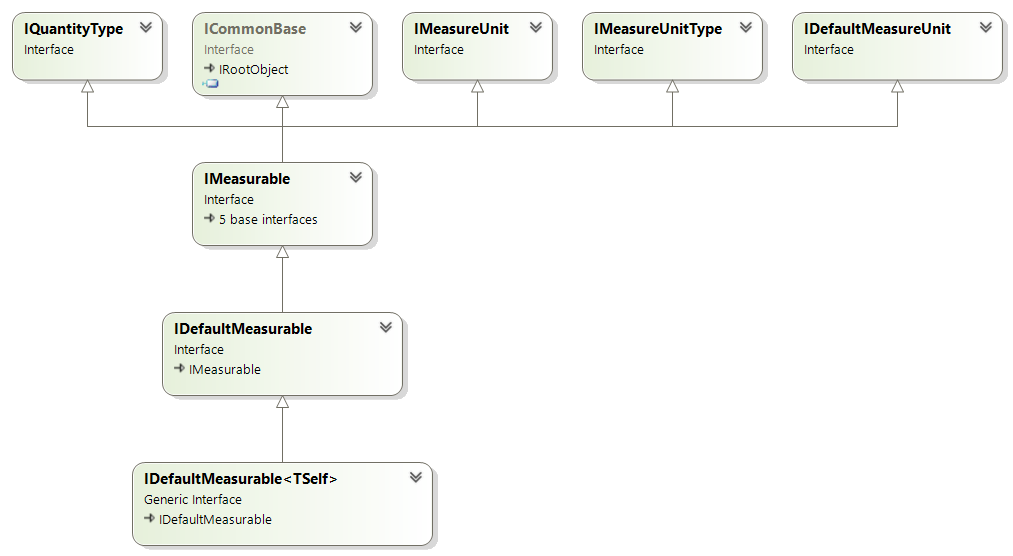 IQuantityType
Interface
ICommonBase
Interface
IRootObject
IMeasureUnit
Interface
IMeasureUnitType
Interface
IDefaultMeasureUnit
Interface
IMeasurable
Interface
5 base interfaces
IDefaultMeasurable
Interface
IMeasurable
IDefaultMeasurable<TSelf>
Generic Interface
IDefaultMeasurable